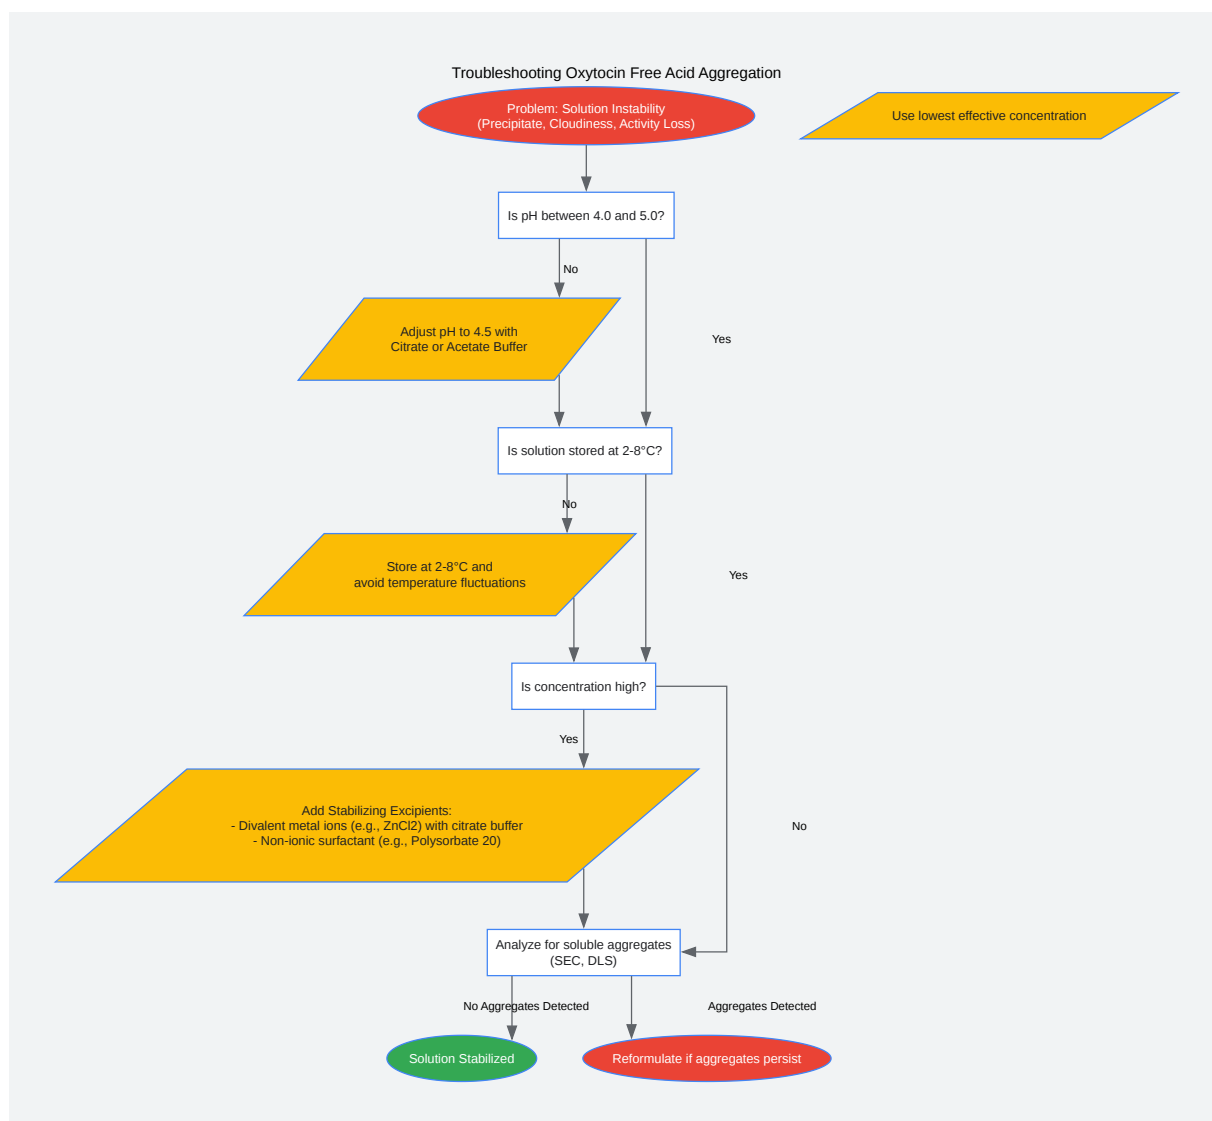 Troubleshooting Oxytocin Free Acid Aggregation
Problem: Solution Instability
(Precipitate, Cloudiness, Activity Loss)
Use lowest effective concentration
Is pH between 4.0 and 5.0?
No
Adjust pH to 4.5 with
Citrate or Acetate Buffer
Yes
Is solution stored at 2-8°C?
No
Store at 2-8°C and
avoid temperature fluctuations
Yes
Is concentration high?
Yes
Add Stabilizing Excipients:
- Divalent metal ions (e.g., ZnCl2) with citrate buffer
- Non-ionic surfactant (e.g., Polysorbate 20)
No
Analyze for soluble aggregates
(SEC, DLS)
No Aggregates Detected
Aggregates Detected
Solution Stabilized
Reformulate if aggregates persist